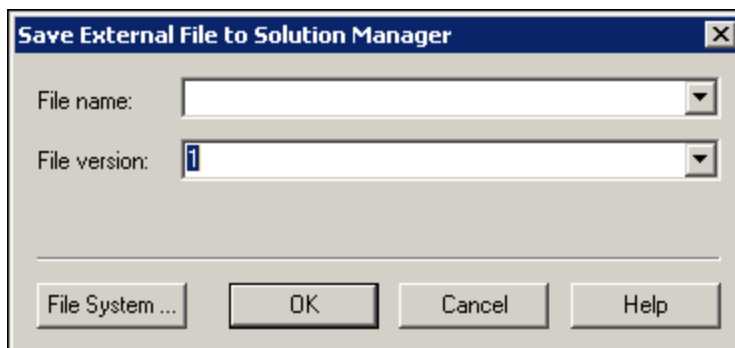 Save External File to Solution Manager
File name:
File version: 1
File System ... OK Cancel Help